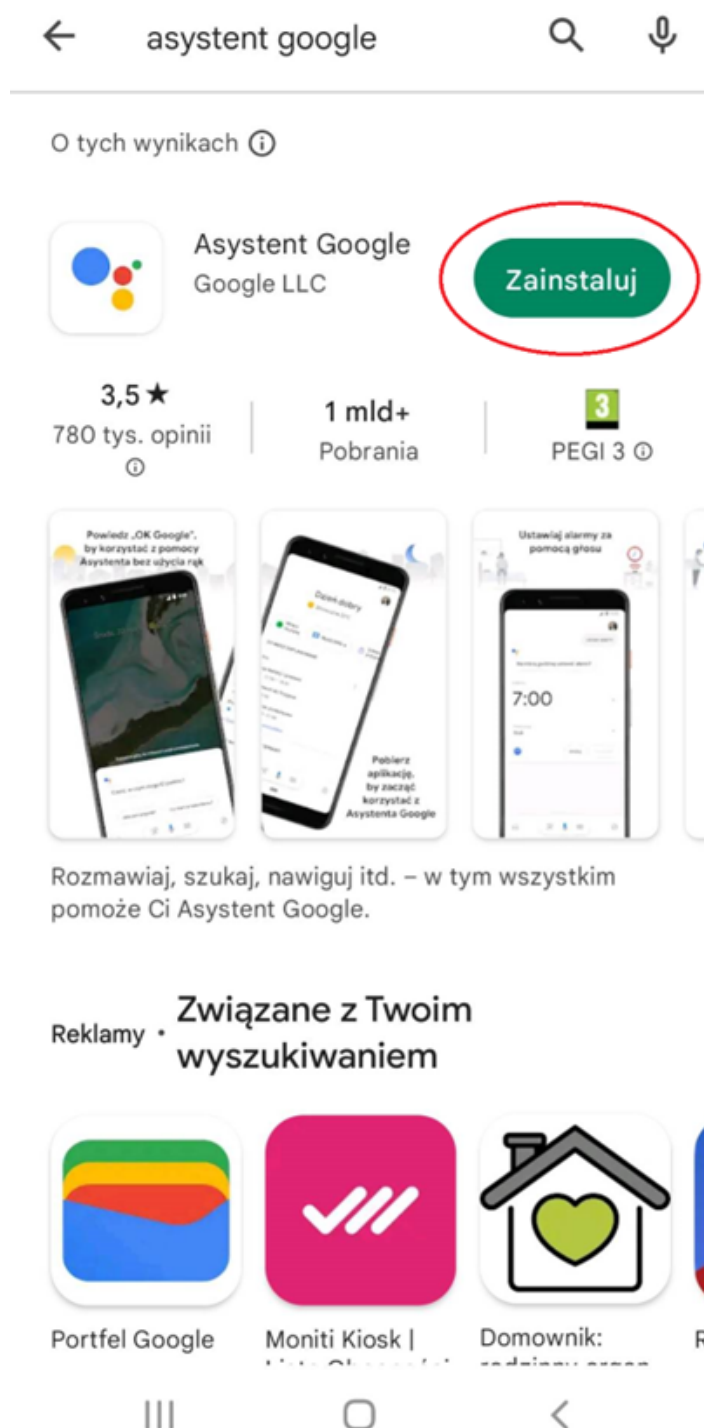 asystent google
O tych wynikach
Asystent Google
Google LLC
Zainstaluj
3,5 ★
780 tys. opinii
1 mld+
Pobrania
3
PEGI 3
Powiedz „OK Google”,
by korzystać z pomocy
Asystenta bez użycia rąk
Dzień dobry
Pobierz
aplikację,
by zacząć
korzystać z
Asystenta Google
Ustawiaj alarmy za
pomocą głosu
7:00
Rozmawiaj, szukaj, nawiguj itd. – w tym wszystkim
pomoże Ci Asystent Google.
Reklamy •
Związane z Twoim
wyszukiwaniem
Portfel Google
Moniti Kiosk |
Domownik: